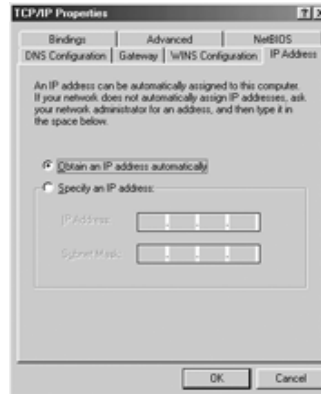 TCP/IP Properties
Bindings Advanced NetBIOS
DNS Configuration Gateway WINS Configuration IP Address
An IP address can be automatically assigned to this computer.
If your network does not automatically assign IP addresses, ask
your network administrator for an address, and then type it in
the space below.
Obtain an IP address automatically
Specify an IP address:
IP Address:
Subnet Mask:
OK Cancel